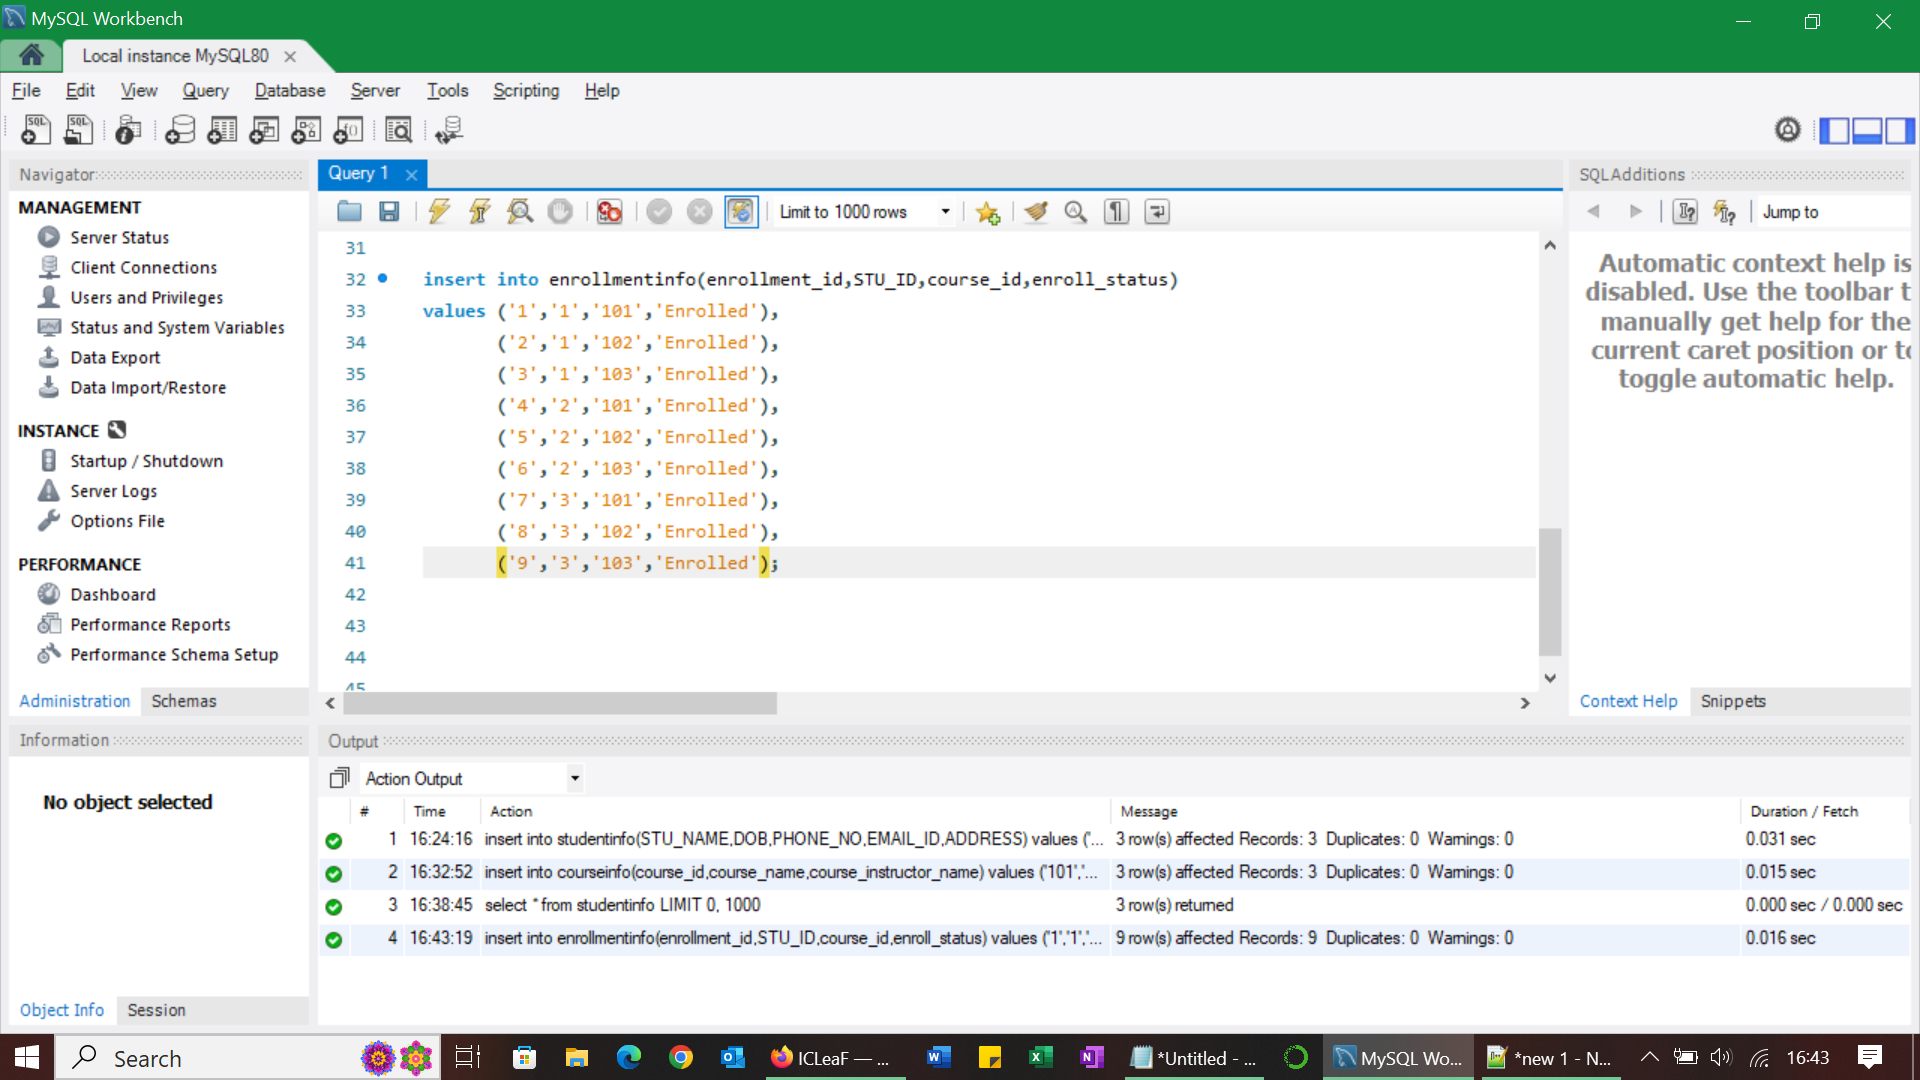 MySQL Workbench
Local instance MySQL80
File Edit View Query Database Server Tools Scripting Help
Navigator
MANAGEMENT
Server Status
Client Connections
Users and Privileges
Status and System Variables
Data Export
Data Import/Restore
INSTANCE
Startup / Shutdown
Server Logs
Options File
PERFORMANCE
Dashboard
Performance Reports
Performance Schema Setup
Administration Schemas
Query 1
Limit to 1000 rows
31
32 insert into enrollmentinfo(enrollment_id,STU_ID,course_id,enroll_status)
33 values ('1','1','101','Enrolled'),
34 ('2','1','102','Enrolled'),
35 ('3','1','103','Enrolled'),
36 ('4','2','101','Enrolled'),
37 ('5','2','102','Enrolled'),
38 ('6','2','103','Enrolled'),
39 ('7','3','101','Enrolled'),
40 ('8','3','102','Enrolled'),
41 ('9','3','103','Enrolled');
42
43
44
45
SQLAdditions
Jump to
Automatic context help is
disabled. Use the toolbar t
manually get help for the
current caret position or to
toggle automatic help.
Context Help Snippets
Information
No object selected
Object Info Session
Output
Action Output
# Time Action Message Duration / Fetch
1 16:24:16 insert into studentinfo(STU_NAME,DOB,PHONE_NO,EMAIL_ID,ADDRESS) values ('... 3 row(s) affected Records: 3 Duplicates: 0 Warnings: 0 0.031 sec
2 16:32:52 insert into courseinfo(course_id,course_name,course_instructor_name) values ('101','... 3 row(s) affected Records: 3 Duplicates: 0 Warnings: 0 0.015 sec
3 16:38:45 select * from studentinfo LIMIT 0, 1000 3 row(s) returned 0.000 sec / 0.000 sec
4 16:43:19 insert into enrollmentinfo(enrollment_id,STU_ID,course_id,enroll_status) values ('1','1','... 9 row(s) affected Records: 9 Duplicates: 0 Warnings: 0 0.016 sec
Search ICLeaF — ... *Untitled - ... MySQL Wo... *new 1 - N... 16:43